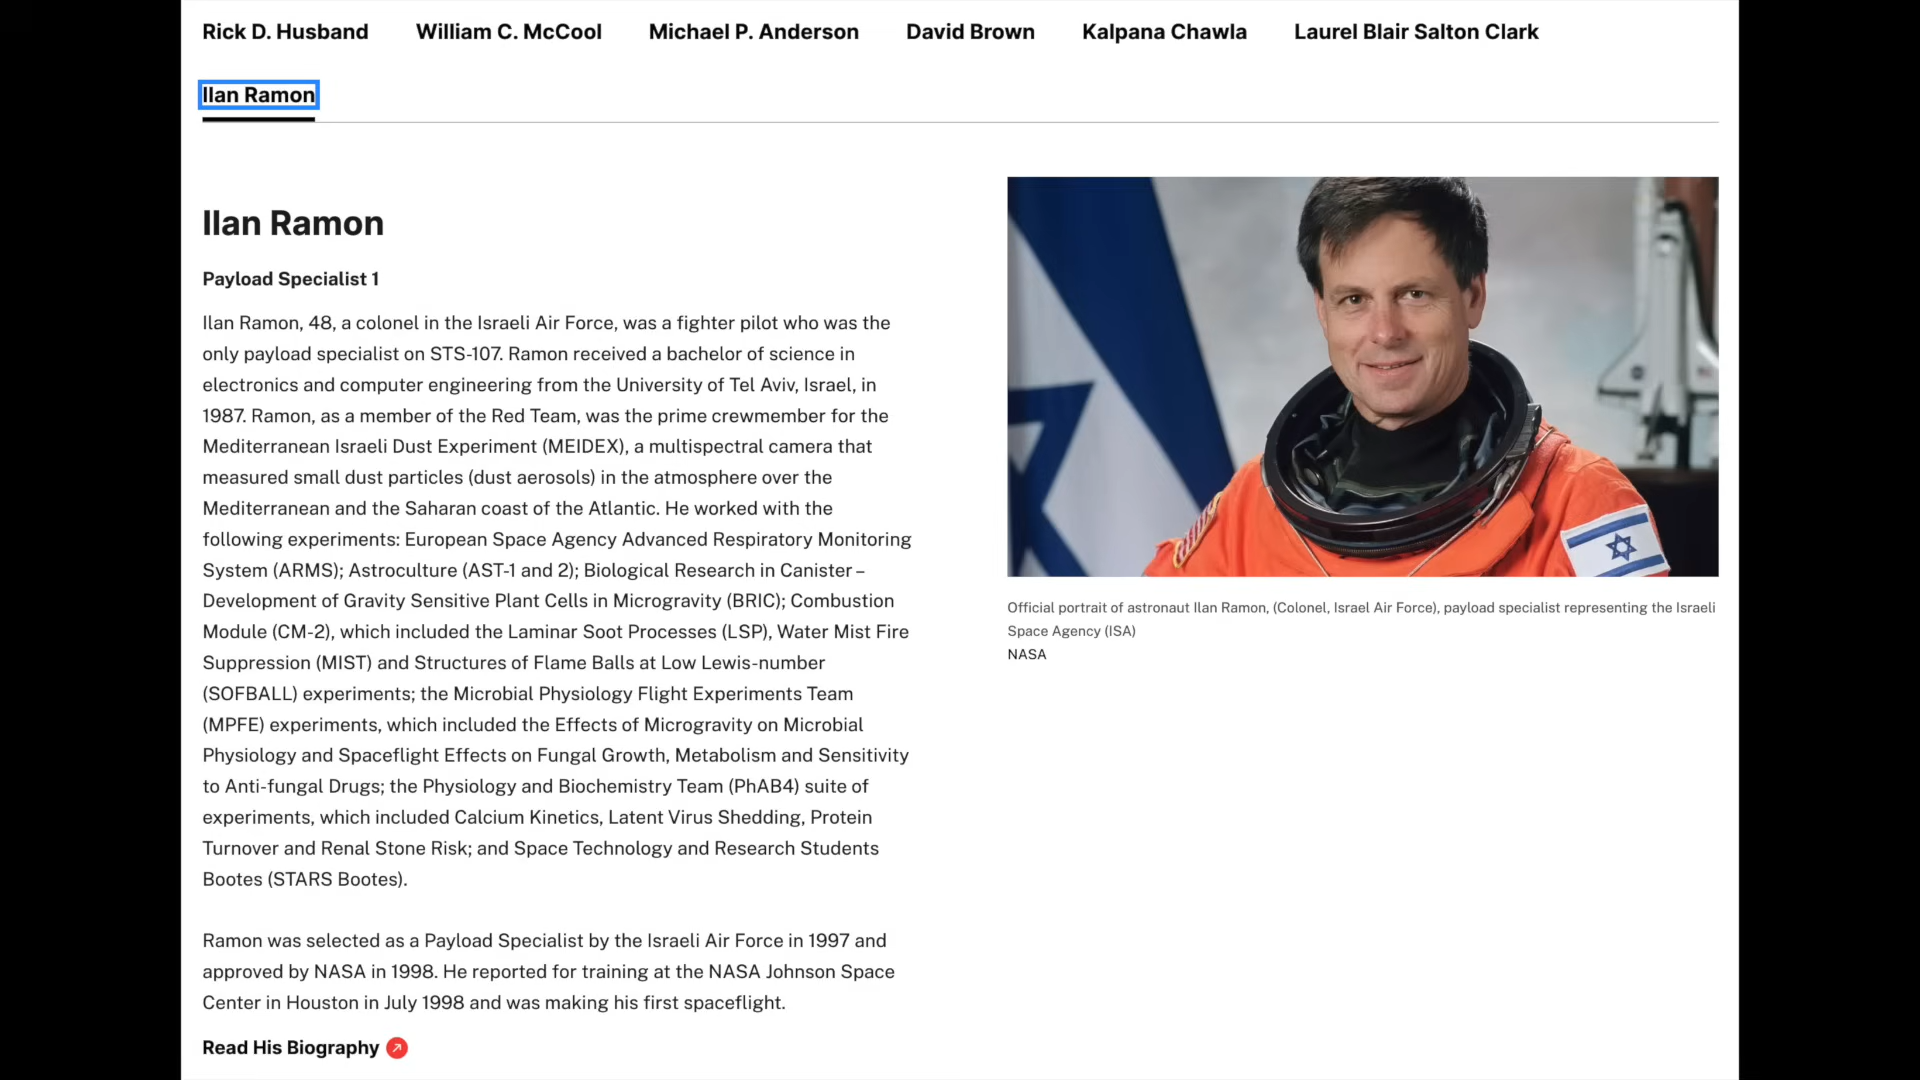 Rick D. Husband William C. McCool Michael P. Anderson David Brown Kalpana Chawla Laurel Blair Salton Clark
Ilan Ramon
Ilan Ramon
Payload Specialist 1
Ilan Ramon, 48, a colonel in the Israeli Air Force, was a fighter pilot who was the
only payload specialist on STS-107. Ramon received a bachelor of science in
electronics and computer engineering from the University of Tel Aviv, Israel, in
1987. Ramon, as a member of the Red Team, was the prime crewmember for the
Mediterranean Israeli Dust Experiment (MEIDEX), a multispectral camera that
measured small dust particles (dust aerosols) in the atmosphere over the
Mediterranean and the Saharan coast of the Atlantic. He worked with the
following experiments: European Space Agency Advanced Respiratory Monitoring
System (ARMS); Astroculture (AST-1 and 2); Biological Research in Canister –
Development of Gravity Sensitive Plant Cells in Microgravity (BRIC); Combustion
Module (CM-2), which included the Laminar Soot Processes (LSP), Water Mist Fire
Suppression (MIST) and Structures of Flame Balls at Low Lewis-number
(SOFBALL) experiments; the Microbial Physiology Flight Experiments Team
(MPFE) experiments, which included the Effects of Microgravity on Microbial
Physiology and Spaceflight Effects on Fungal Growth, Metabolism and Sensitivity
to Anti-fungal Drugs; the Physiology and Biochemistry Team (PhAB4) suite of
experiments, which included Calcium Kinetics, Latent Virus Shedding, Protein
Turnover and Renal Stone Risk; and Space Technology and Research Students
Bootes (STARS Bootes).
Ramon was selected as a Payload Specialist by the Israeli Air Force in 1997 and
approved by NASA in 1998. He reported for training at the NASA Johnson Space
Center in Houston in July 1998 and was making his first spaceflight.
Read His Biography
Official portrait of astronaut Ilan Ramon, (Colonel, Israel Air Force), payload specialist representing the Israeli
Space Agency (ISA)
NASA